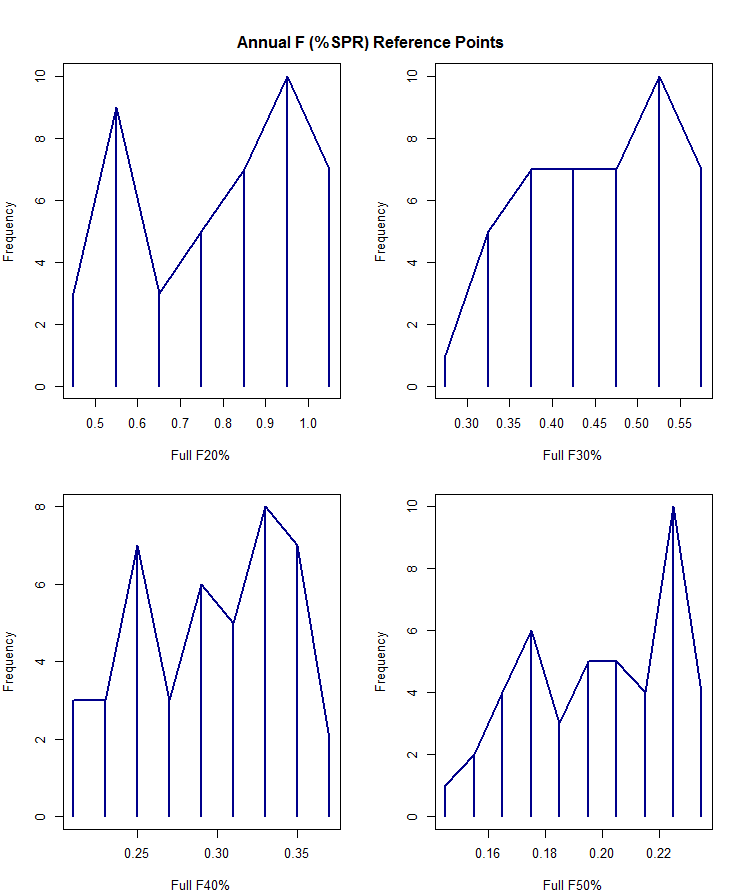 Annual F (%SPR) Reference Points
Frequency
10
8
6
4
2
0
0.5 0.6 0.7 0.8 0.9 1.0
Full F20%
Frequency
10
8
6
4
2
0
0.30 0.35 0.40 0.45 0.50 0.55
Full F30%
Frequency
8
6
4
2
0
0.25 0.30 0.35
Full F40%
Frequency
10
8
6
4
2
0
0.16 0.18 0.20 0.22
Full F50%